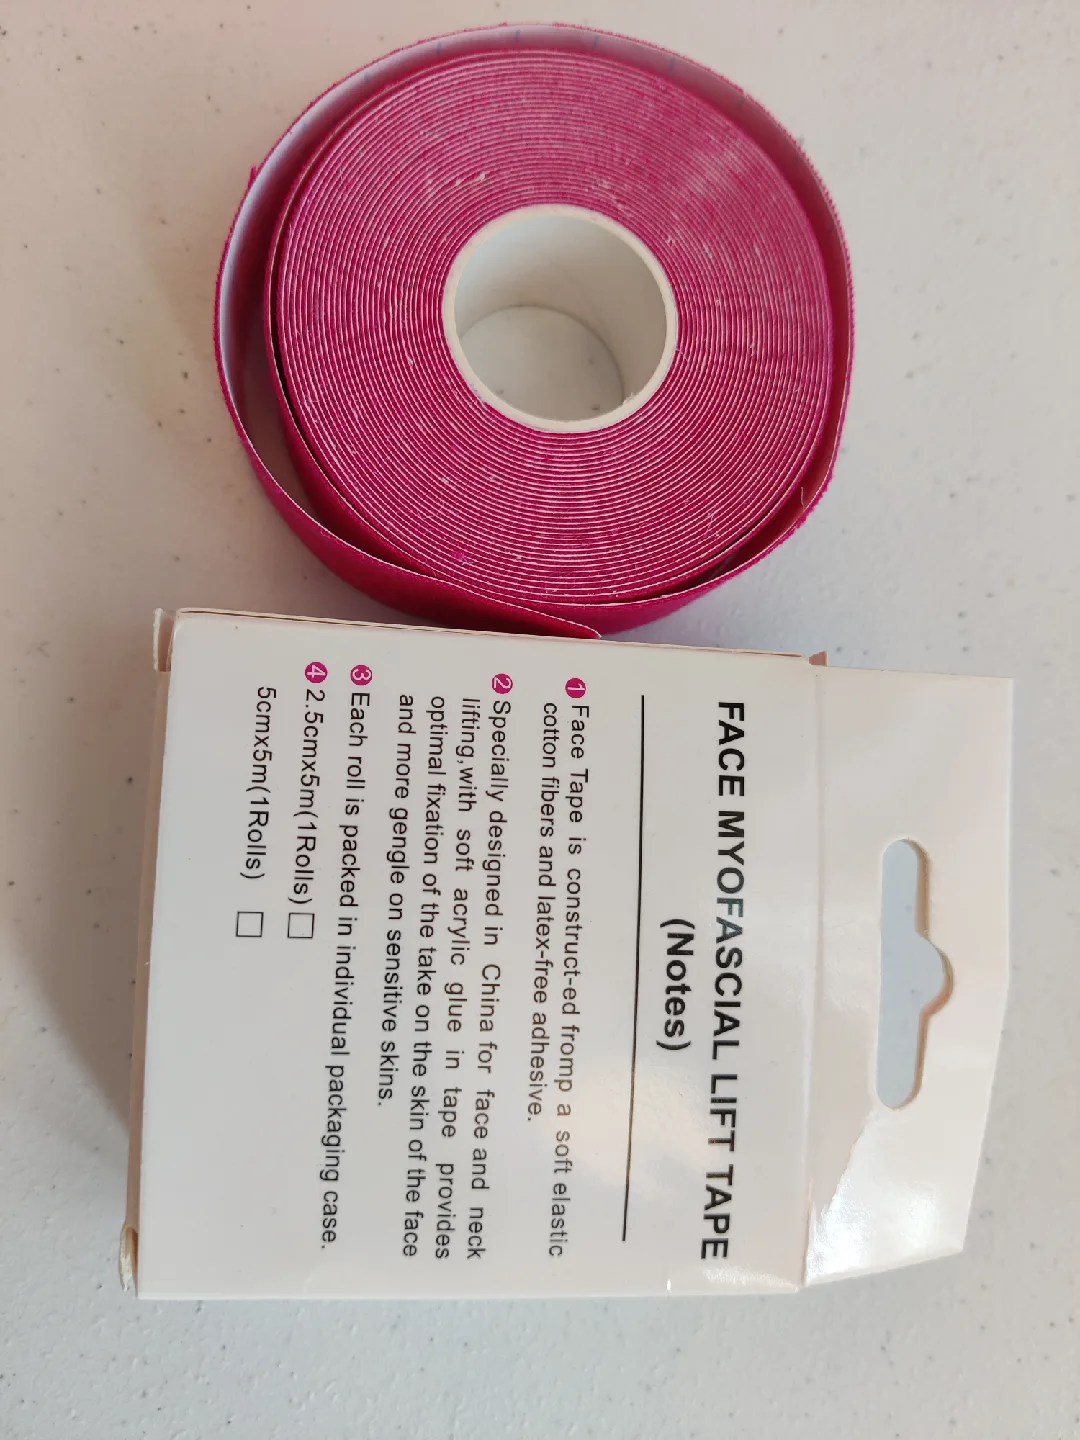 FACE MYOFASCIAL LIFT TAPE
(Notes)
1 Face Tape is construct-ed fromp a soft elastic
cotton fibers and latex-free adhesive.
2 Specially designed in China for face and neck
lifting,with soft acrylic glue in tape provides
optimal fixation of the take on the skin of the face
and more gengle on sensitive skins.
3 Each roll is packed in individual packaging case.
4 2.5cmx5m(1Rolls) □
5cmx5m(1Rolls) □